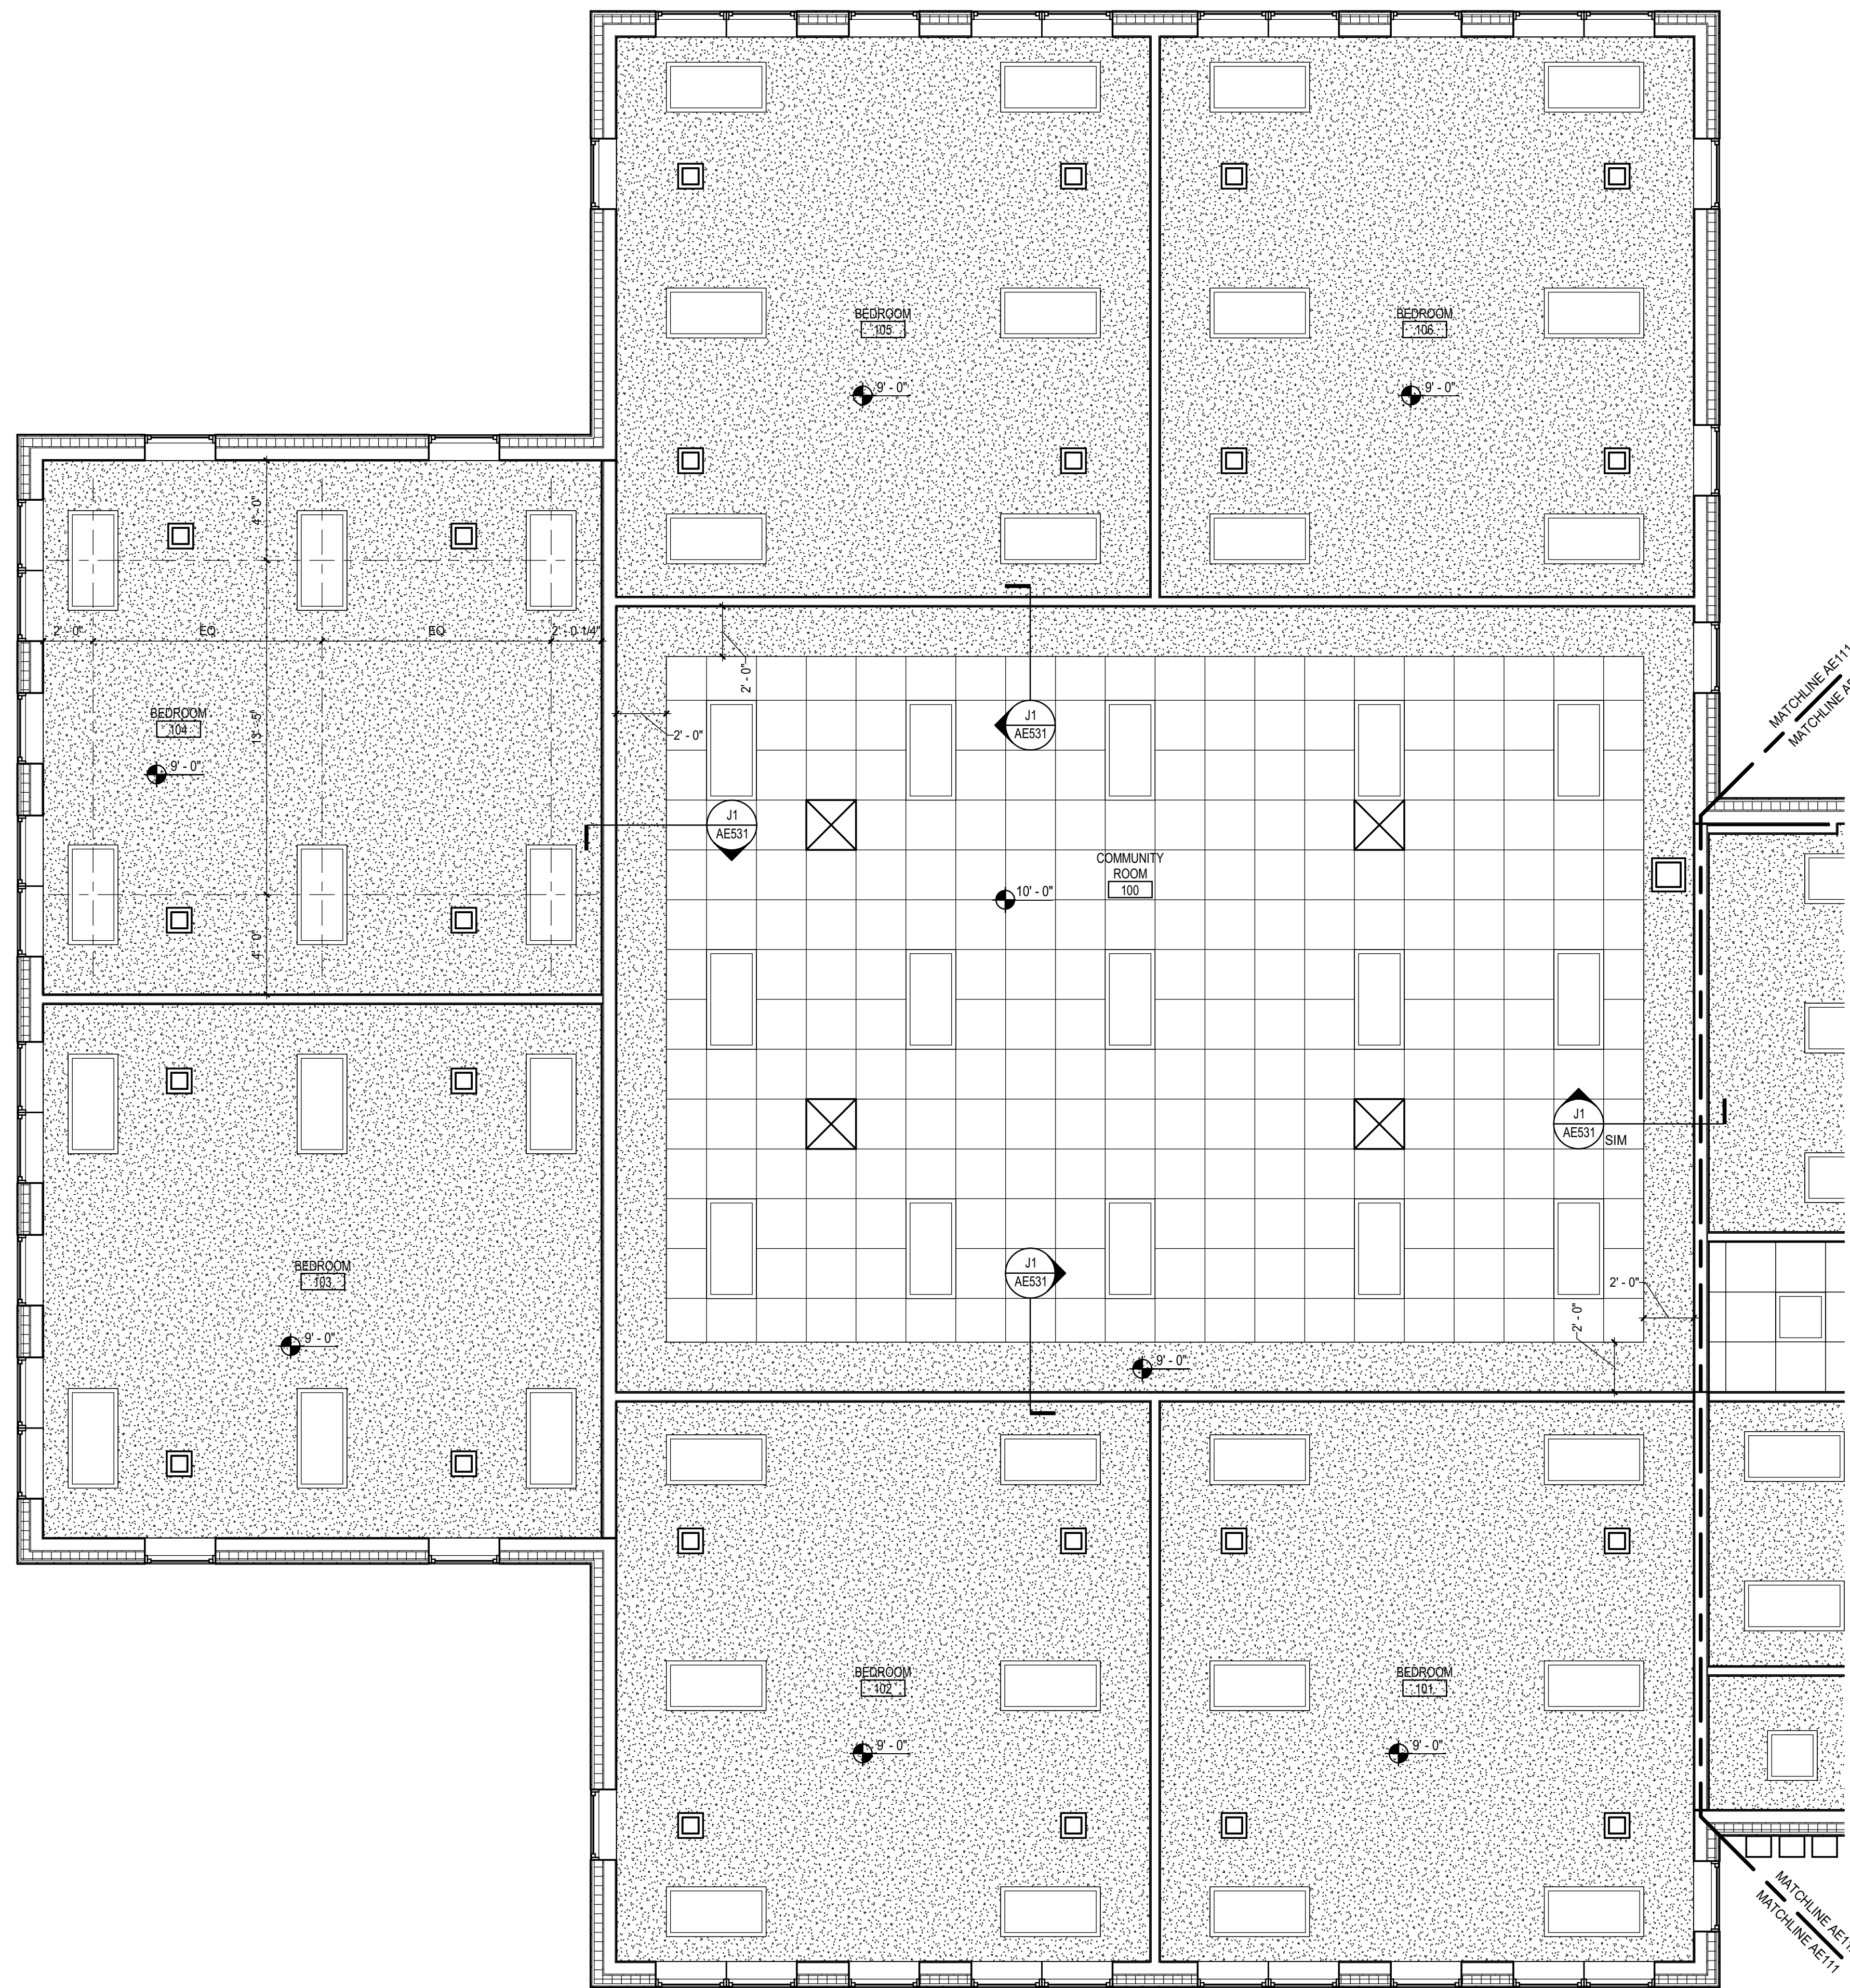 BEDROOM
105
9' - 0"
BEDROOM
106
9' - 0"
4' - 0"
2' - 0"
EQ
EQ
2' - 0 1/4"
BEDROOM
104
13' - 5"
9' - 0"
4' - 0"
2' - 0"
2' - 0"
J1
AE531
J1
AE531
COMMUNITY
ROOM
100
10' - 0"
MATCHLINE AE111
MATCHLINE
J1
AE531
SIM
BEDROOM
103
9' - 0"
J1
AE531
2' - 0"
2' - 0"
9' - 0"
BEDROOM
102
9' - 0"
BEDROOM
101
9' - 0"
MATCHLINE
MATCHLINE AE111